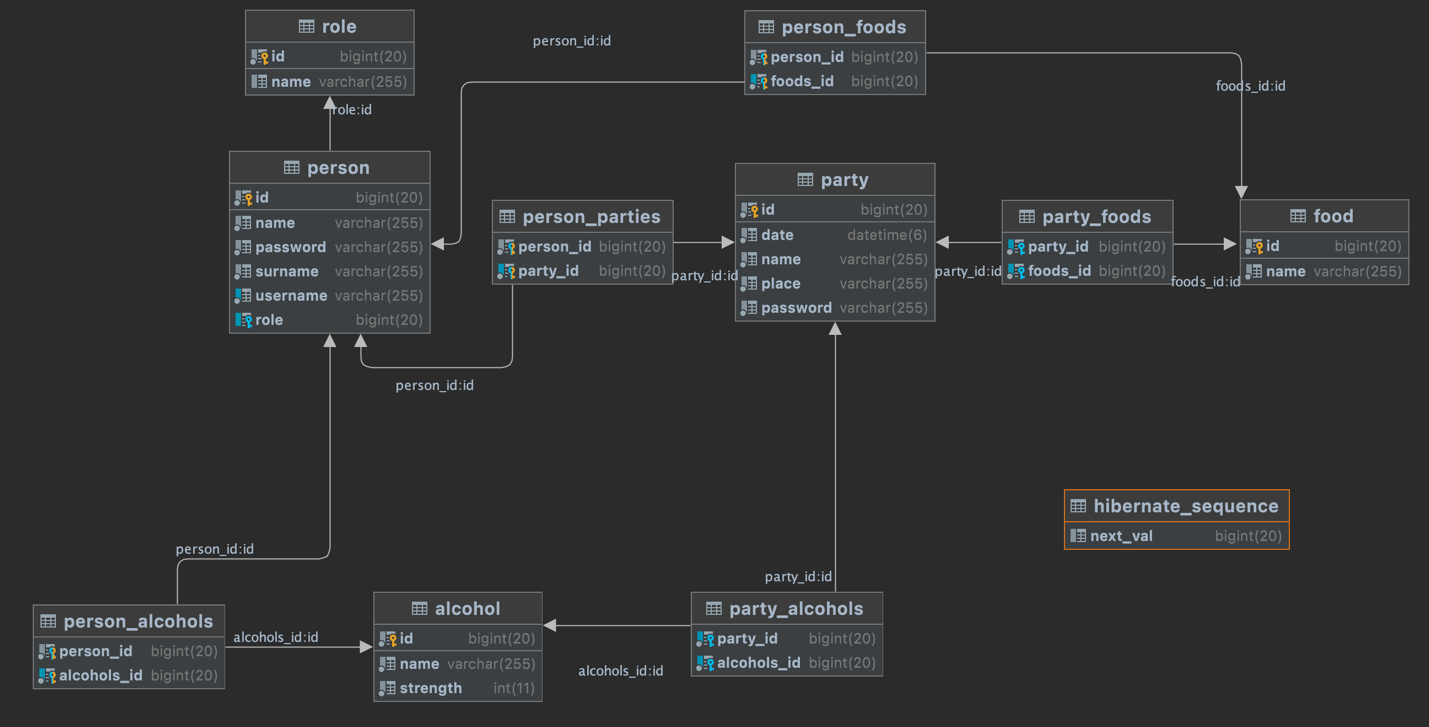 role
id bigint(20)
name varchar(255)
role:id
person
id bigint(20)
name varchar(255)
password varchar(255)
surname varchar(255)
username varchar(255)
role bigint(20)
person_id:id
person_foods
person_id bigint(20)
foods_id bigint(20)
foods_id:id
person_parties
person_id bigint(20)
party_id bigint(20)
party_id:id
person_id:id
party
id bigint(20)
date datetime(6)
name varchar(255)
place varchar(255)
password varchar(255)
party_id:id
party_foods
party_id bigint(20)
foods_id bigint(20)
foods_id:id
food
id bigint(20)
name varchar(255)
hibernate_sequence
next_val bigint(20)
person_id:id
person_alcohols
person_id bigint(20)
alcohols_id bigint(20)
alcohols_id:id
alcohol
id bigint(20)
name varchar(255)
strength int(11)
alcohols_id:id
party_id:id
party_alcohols
party_id bigint(20)
alcohols_id bigint(20)